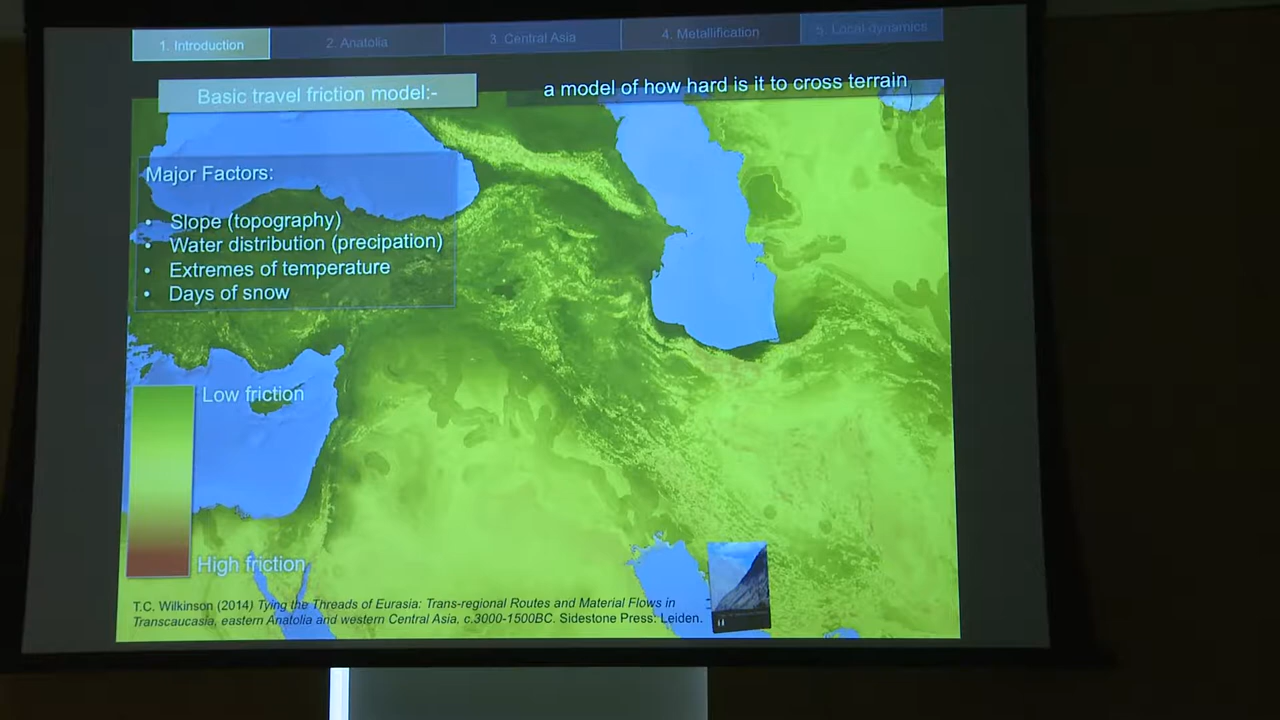 1. Introduction
2. Anatolia
3. Central Asia
4. Metallification
5. Local dynamics
Basic travel friction model:-
a model of how hard is it to cross terrain
Major Factors:
• Slope (topography)
• Water distribution (precipation)
• Extremes of temperature
• Days of snow
Low friction
High friction
T.C. Wilkinson (2014) Tying the Threads of Eurasia: Trans-regional Routes and Material Flows in
Transcaucasia, eastern Anatolia and western Central Asia, c.3000-1500BC. Sidestone Press: Leiden.